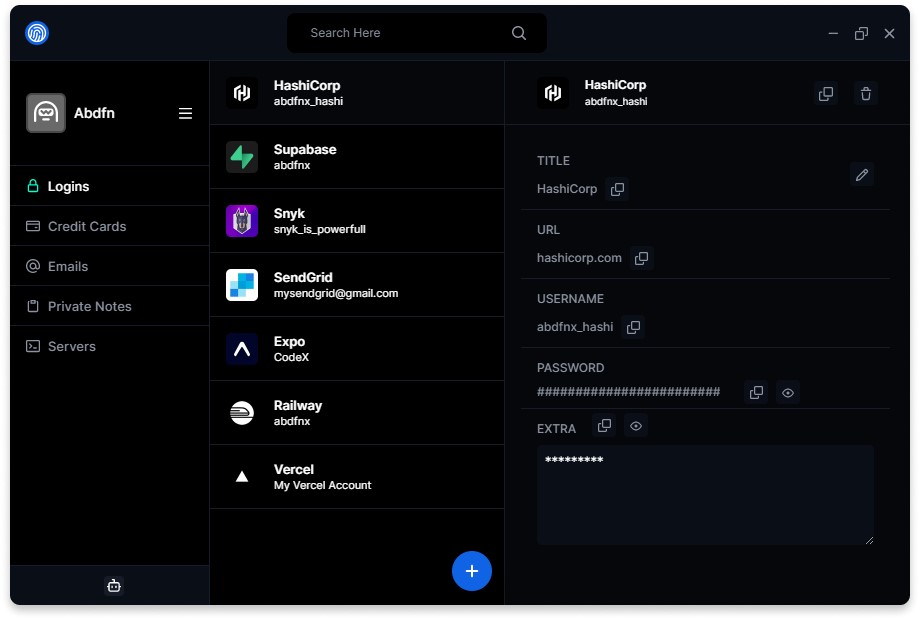 Search Here
Abdfn
Logins
Credit Cards
Emails
Private Notes
Servers
HashiCorp
abdfnx_hashi
Supabase
abdfnx
Snyk
snyk_is_powerfull
SendGrid
mysendgrid@gmail.com
Expo
CodeX
Railway
abdfnx
Vercel
My Vercel Account
HashiCorp
abdfnx_hashi
TITLE
HashiCorp
URL
hashicorp.com
USERNAME
abdfnx_hashi
PASSWORD
########################
EXTRA
*********